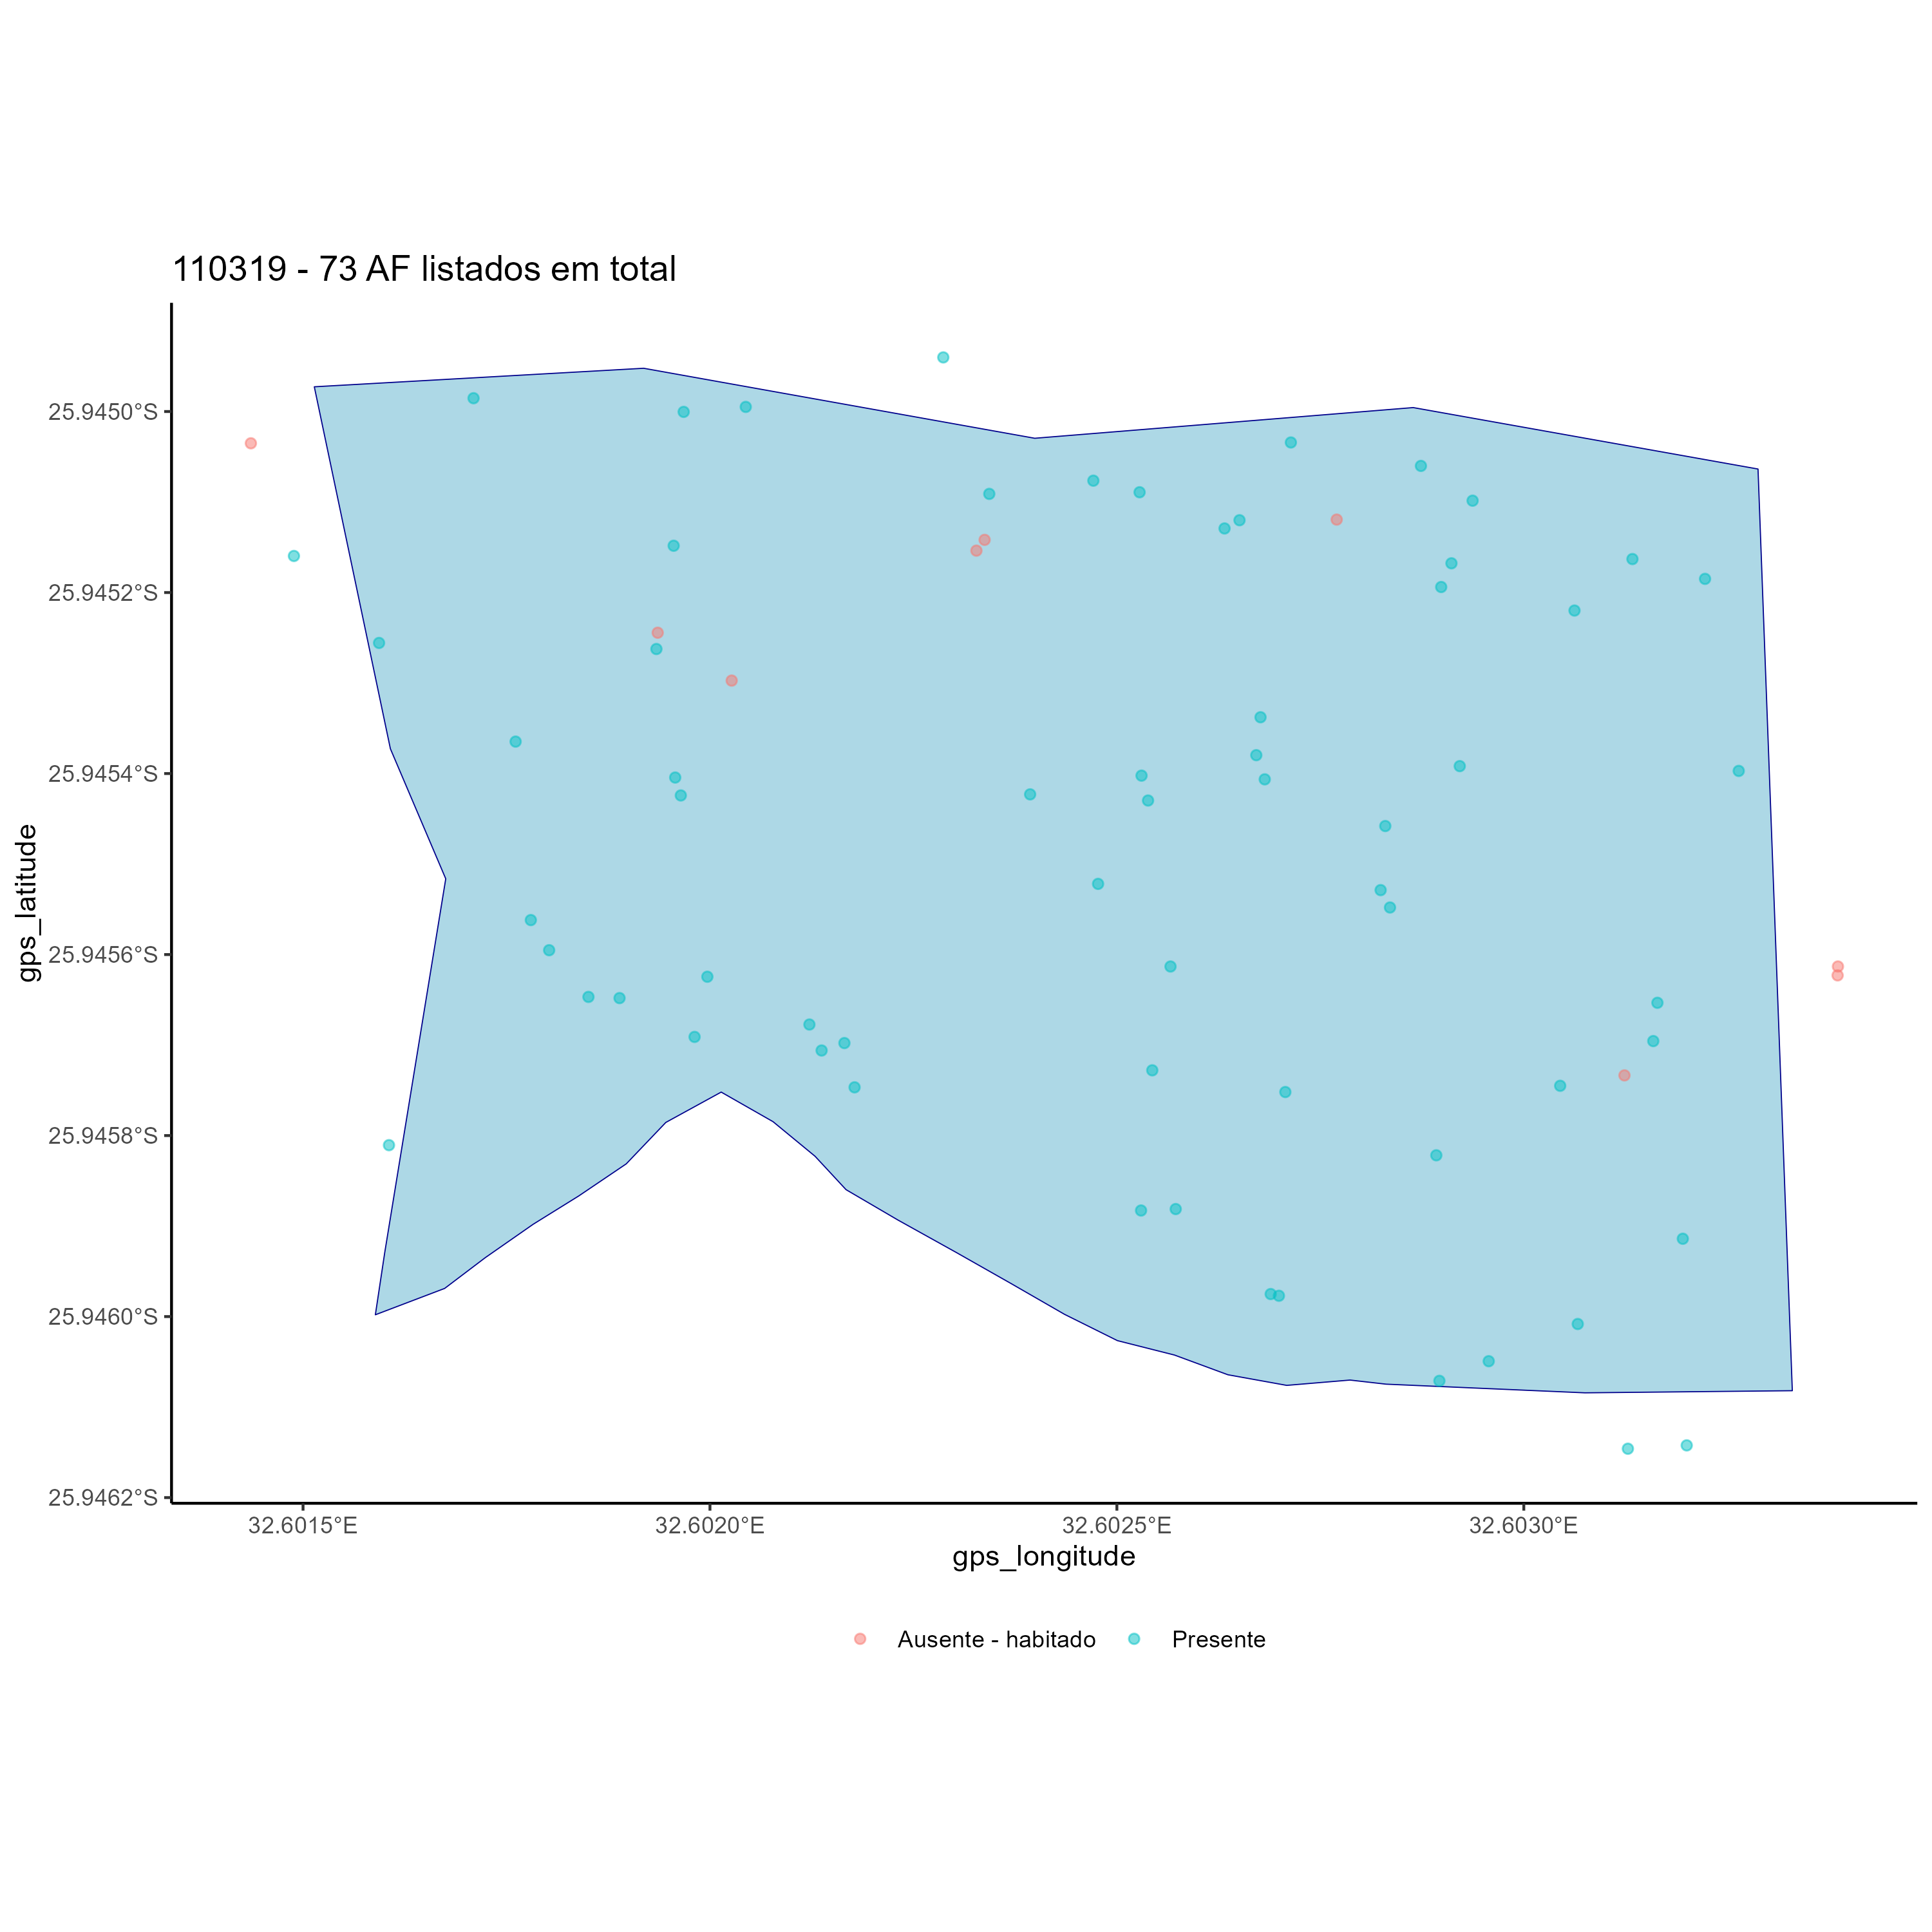 110319 - 73 AF listados em total
25.9450°S
25.9452°S
25.9454°S
25.9456°S
25.9458°S
25.9460°S
25.9462°S
gps_latitude
32.6015°E 32.6020°E 32.6025°E 32.6030°E
gps_longitude
Ausente - habitado Presente